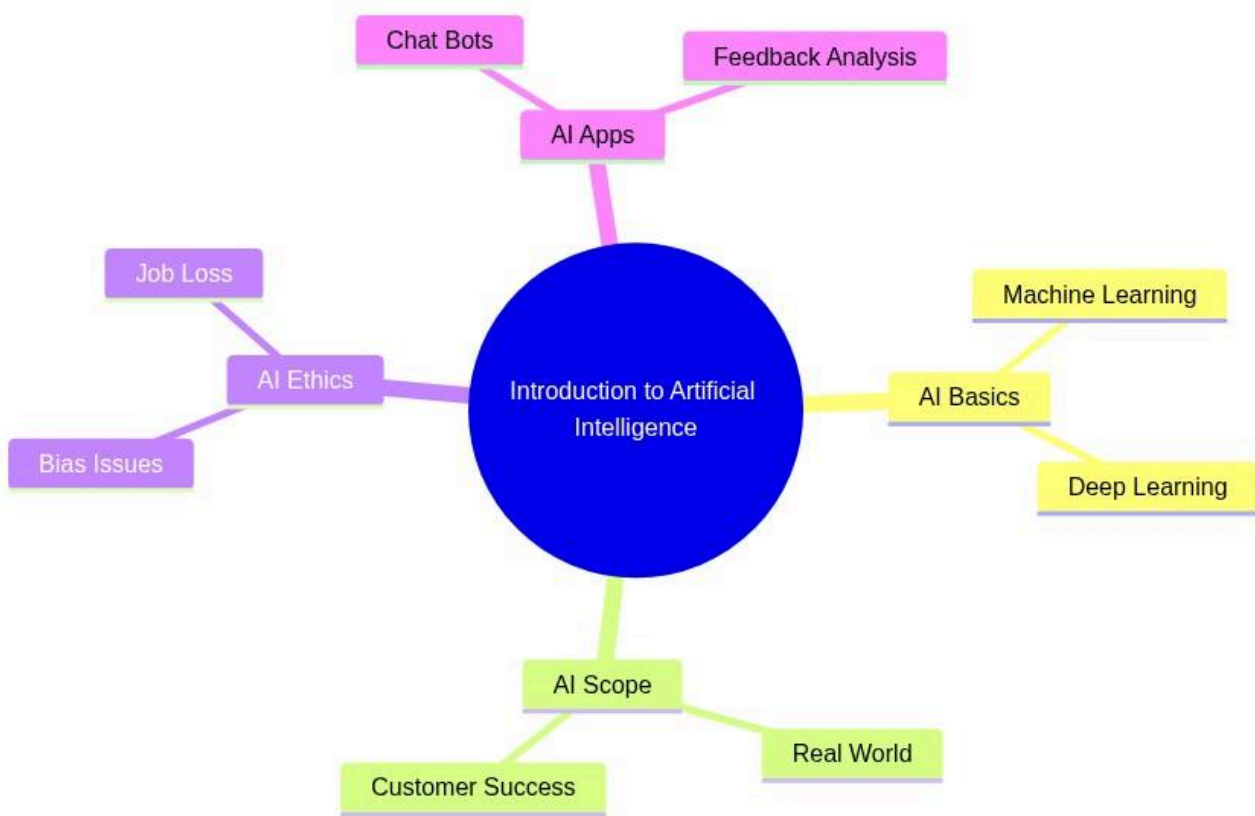 Chat Bots
Feedback Analysis
AI Apps
Job Loss
Machine Learning
AI Ethics
Introduction to Artificial
Intelligence
AI Basics
Bias Issues
Deep Learning
AI Scope
Real World
Customer Success